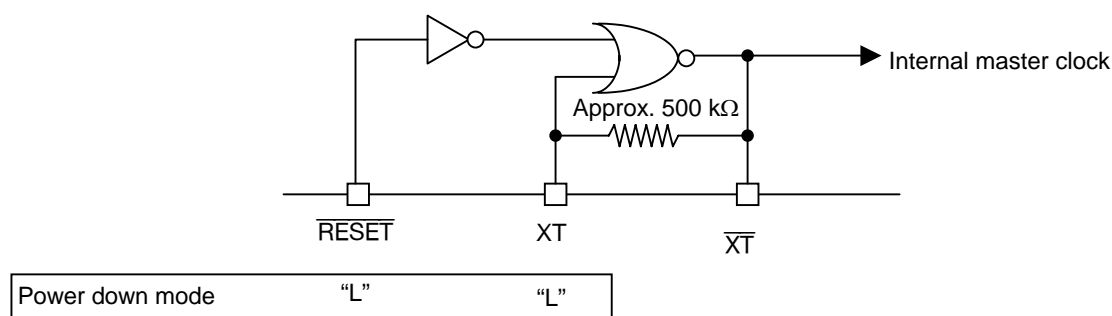 Internal master clock
Approx. 500 kΩ
RESET XT XT
Power down mode “L” “L”